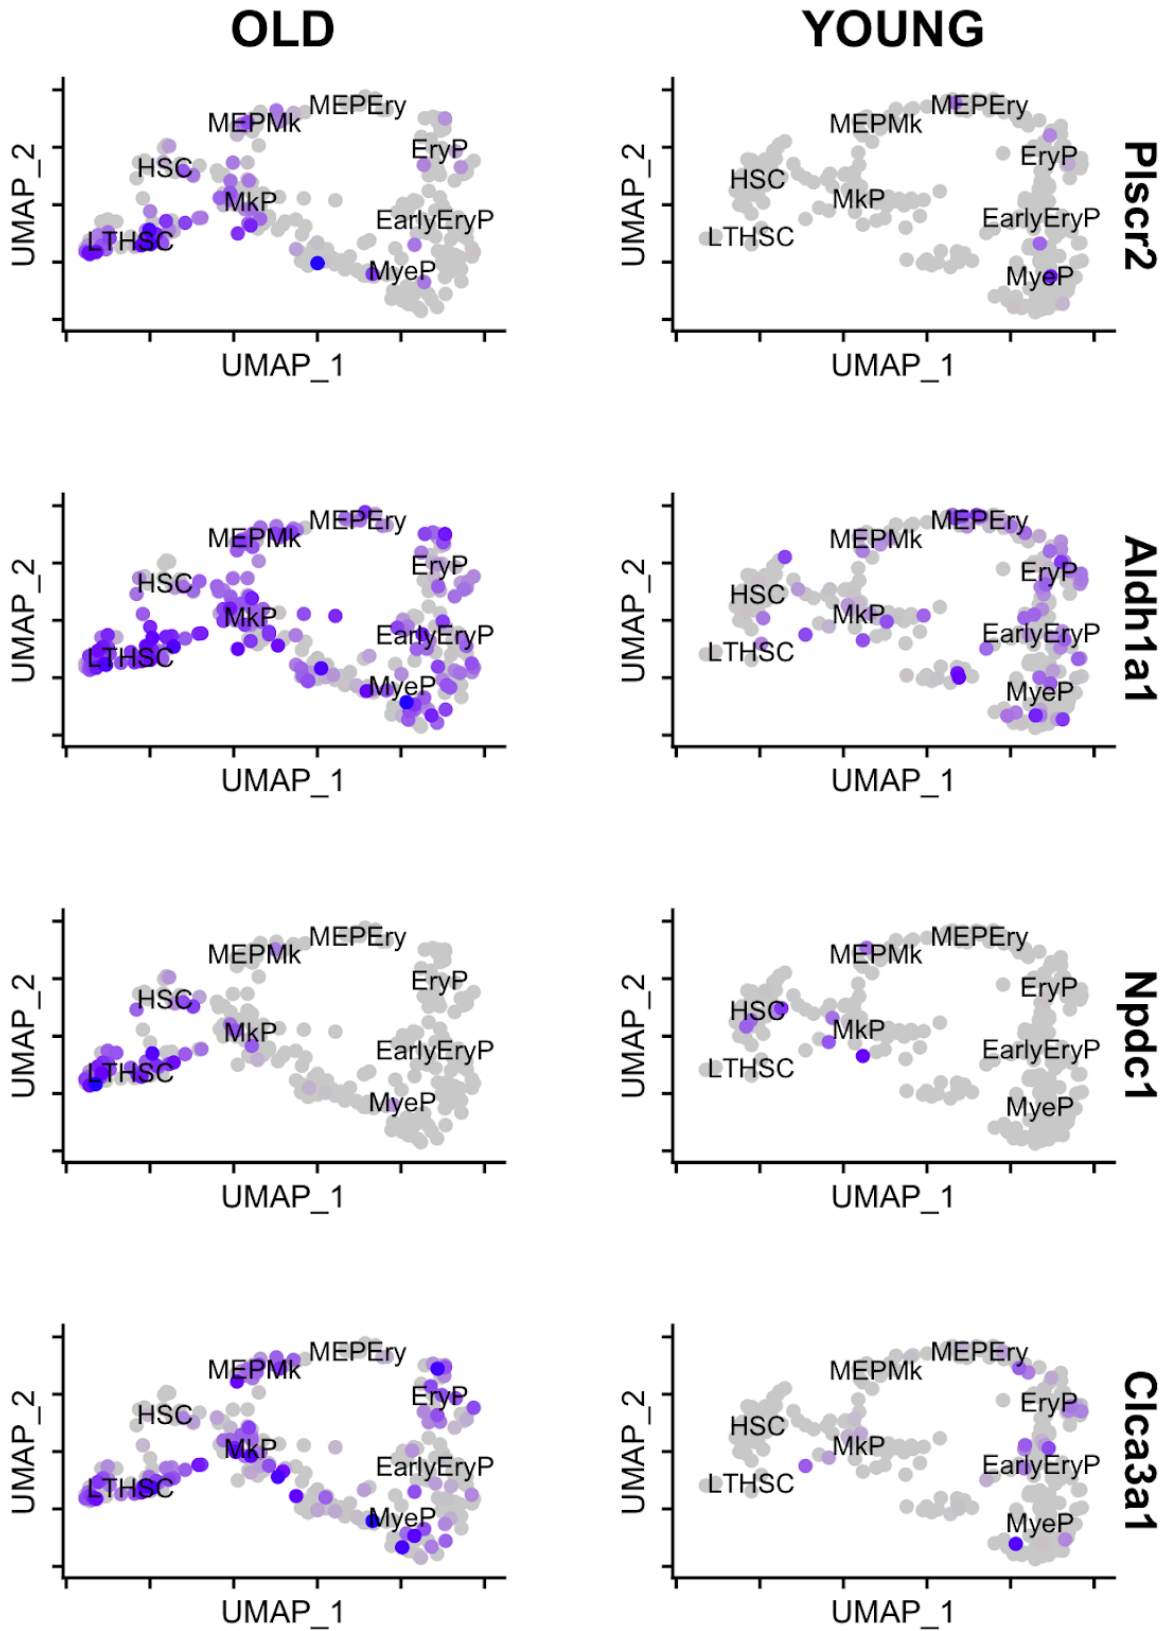 OLD YOUNG
MEPEry MEPEry
MEPMk MEPMk
HSC EryP HSC EryP
MkP MkP
LTHSC EarlyEryP LTHSC EarlyEryP
MyeP MyeP
UMAP_2 UMAP_2 Plscr2
UMAP_1 UMAP_1
MEPEry MEPEry
MEPMk MEPMk
HSC EryP HSC EryP
MkP MkP
LTHSC EarlyEryP LTHSC EarlyEryP
MyeP MyeP
UMAP_2 UMAP_2 Aldh1a1
UMAP_1 UMAP_1
MEPEry MEPEry
MEPMk MEPMk
HSC EryP HSC EryP
MkP MkP
LTHSC EarlyEryP LTHSC EarlyEryP
MyeP MyeP
UMAP_2 UMAP_2 Npdc1
UMAP_1 UMAP_1
MEPEry MEPEry
MEPMk MEPMk
HSC EryP HSC EryP
MkP MkP
LTHSC EarlyEryP LTHSC EarlyEryP
MyeP MyeP
UMAP_2 UMAP_2 Clca3a1
UMAP_1 UMAP_1